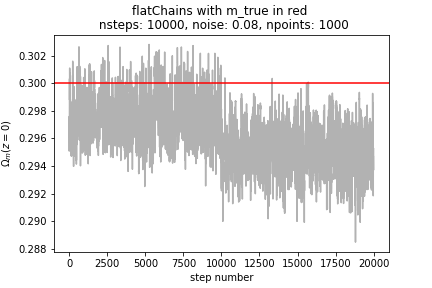 flatChains with m_true in red
nsteps: 10000, noise: 0.08, npoints: 1000
0.302
0.300
0.298
0.296
0.294
0.292
0.290
0.288
Ωm(z = 0)
0 2500 5000 7500 10000 12500 15000 17500 20000
step number